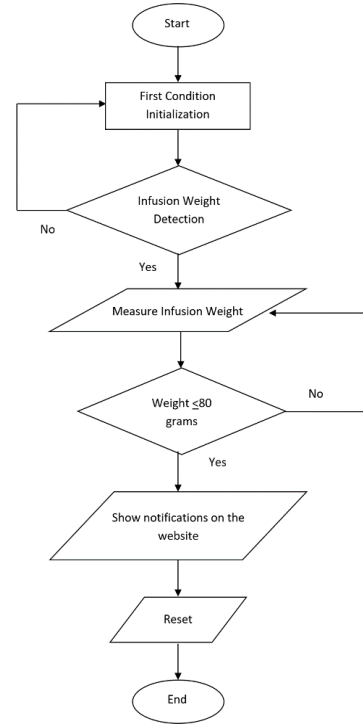 Start
First Condition
Initialization
Infusion Weight
Detection
No
Yes
Measure Infusion Weight
Weight ≤80
grams
No
Yes
Show notifications on the
website
Reset
End